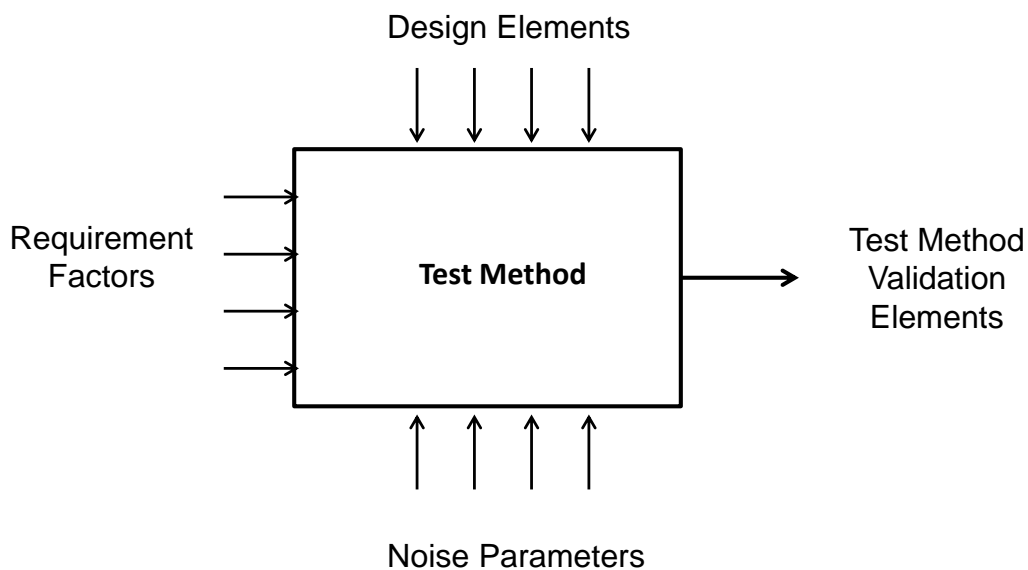 Design Elements
Requirement
Factors
Test Method
Test Method
Validation
Elements
Noise Parameters